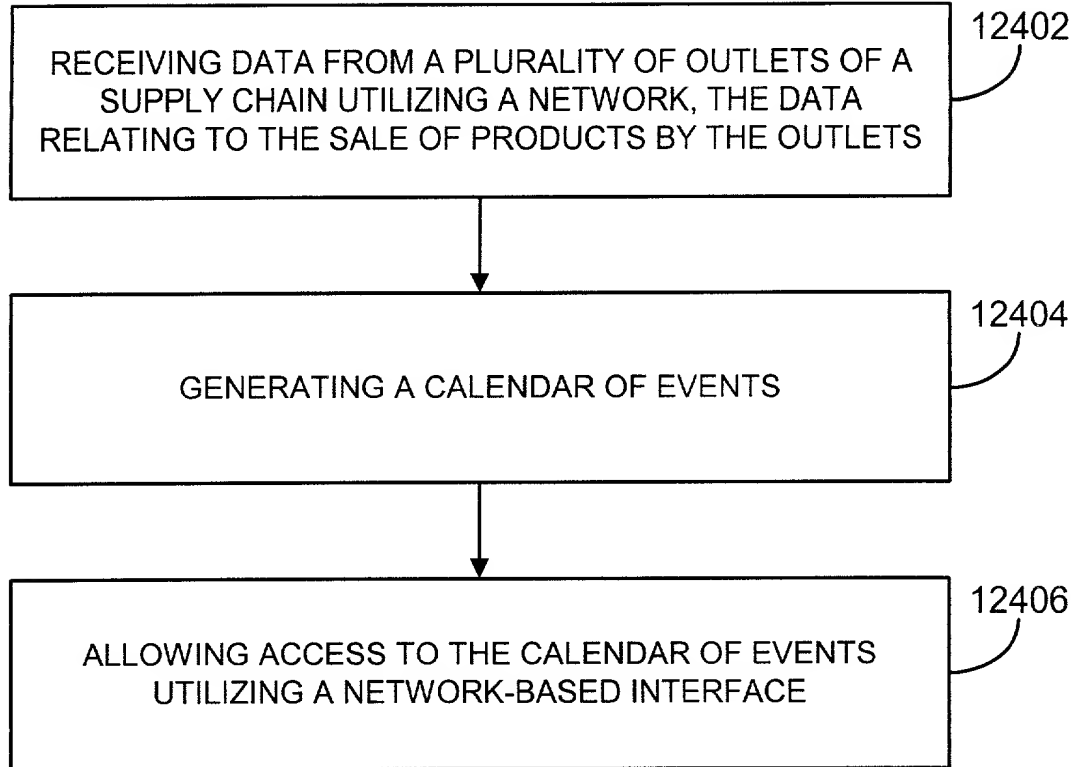 12402
RECEIVING DATA FROM A PLURALITY OF OUTLETS OF A
SUPPLY CHAIN UTILIZING A NETWORK, THE DATA
RELATING TO THE SALE OF PRODUCTS BY THE OUTLETS
12404
GENERATING A CALENDAR OF EVENTS
12406
ALLOWING ACCESS TO THE CALENDAR OF EVENTS
UTILIZING A NETWORK-BASED INTERFACE